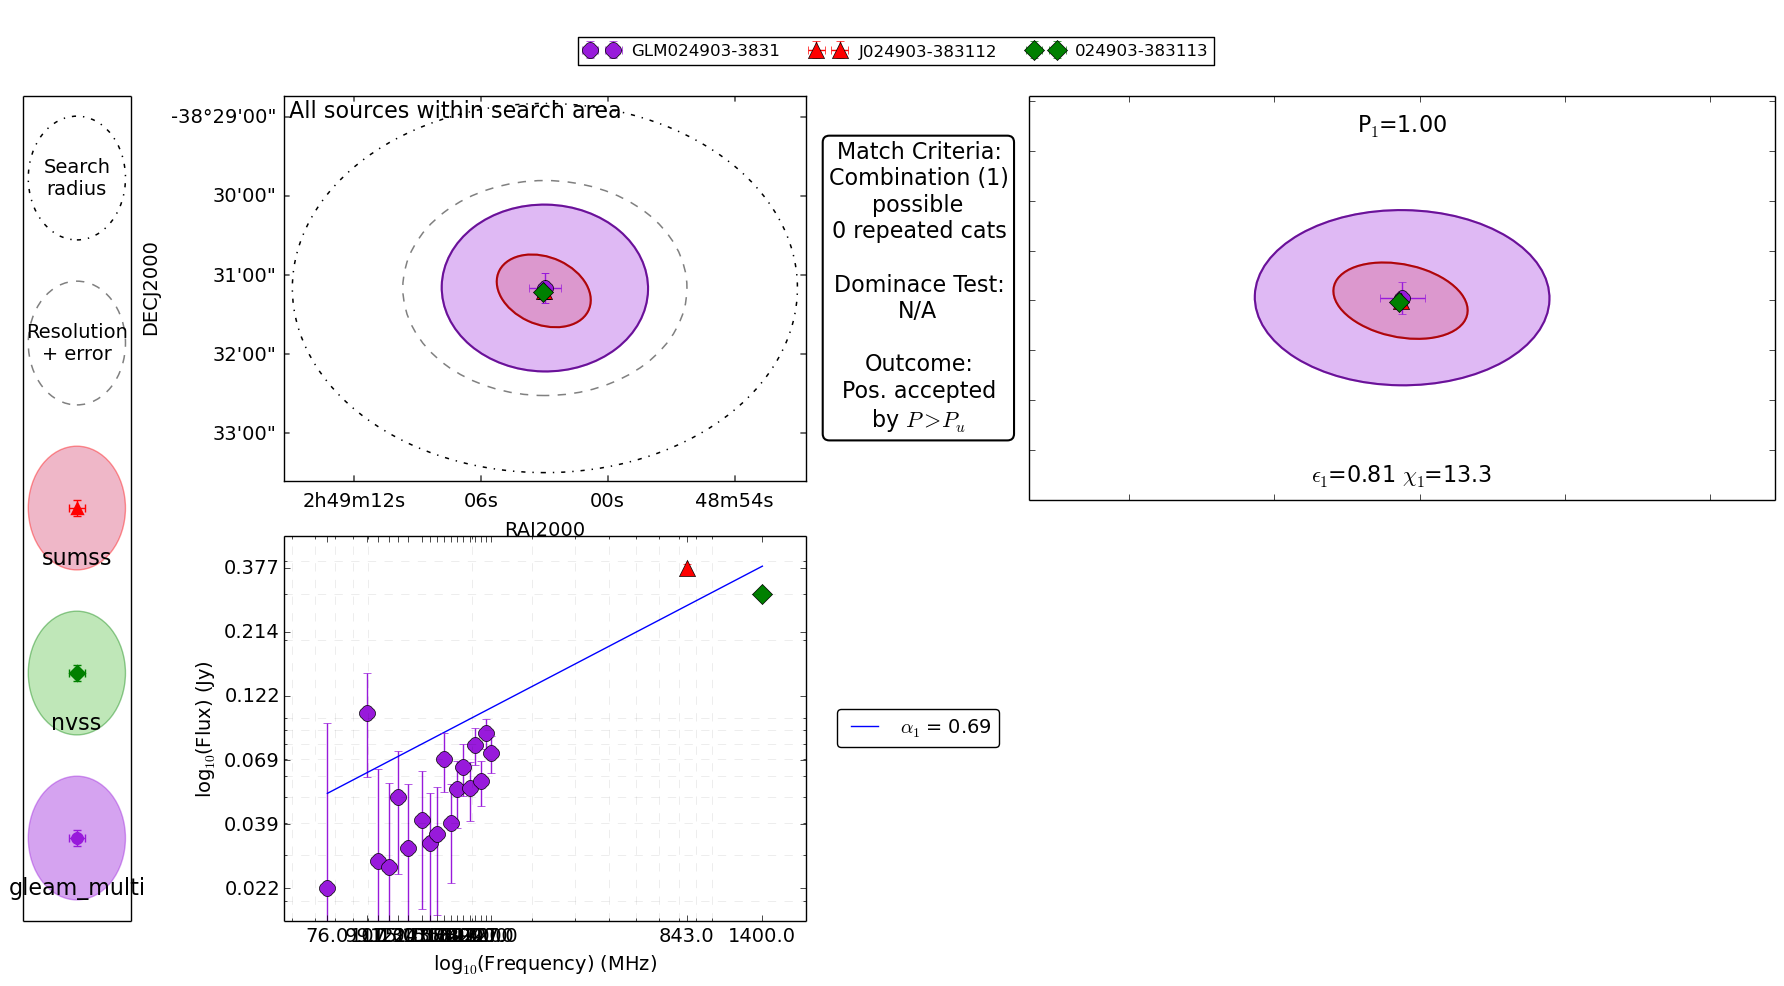 GLM024903-3831 J024903-383112 024903-383113
Search
radius
Resolution
+ error
sumss
nvss
gleam_multi
All sources within search area
DECJ2000
-38°29'00"
30'00"
31'00"
32'00"
33'00"
2h49m12s 06s 00s 48m54s
RAJ2000
Match Criteria:
Combination (1)
possible
0 repeated cats
Dominace Test:
N/A
Outcome:
Pos. accepted
by P>Pᵤ
P₁=1.00
ϵ₁=0.81 χ₁=13.3
log₁₀(Flux) (Jy)
0.377
0.214
0.122
0.069
0.039
0.022
76.0 843.0 1400.0
log₁₀(Frequency) (MHz)
α₁ = 0.69